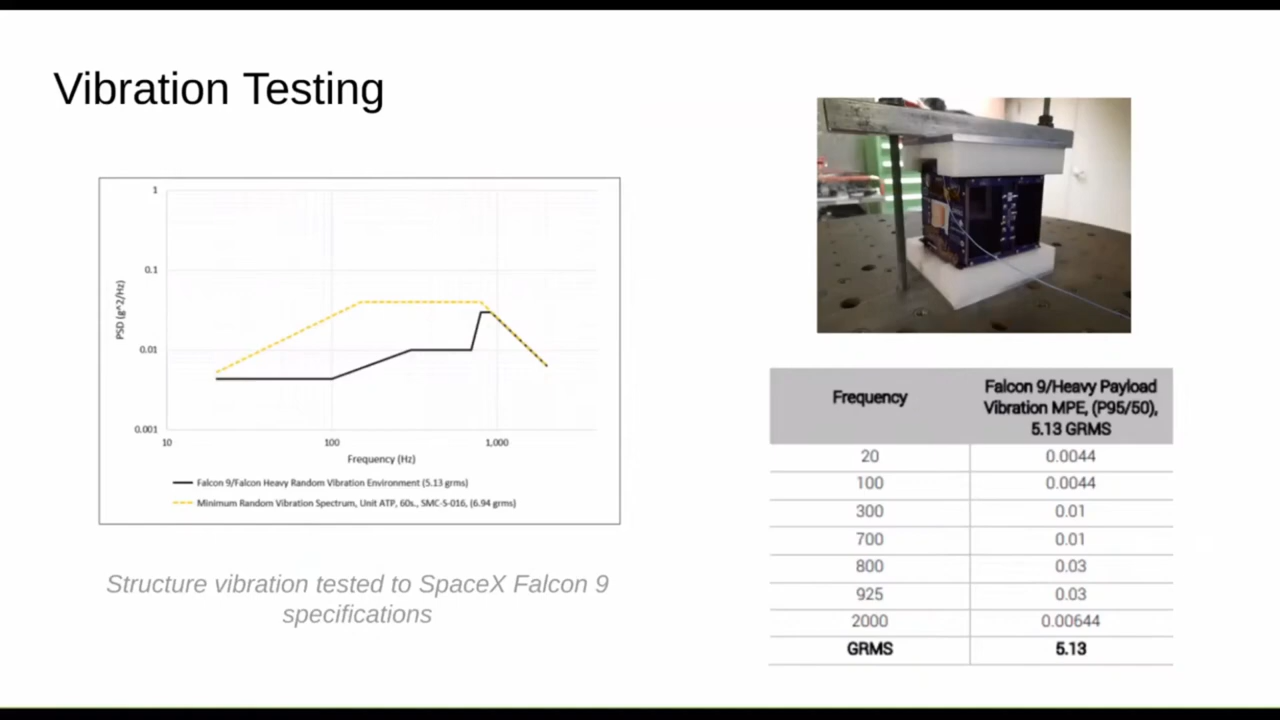 Vibration Testing
1
0.1
0.01
0.001
PSD (g^2/Hz)
10 100 1,000
Frequency (Hz)
Falcon 9/Falcon Heavy Random Vibration Environment (5.13 grms)
Minimum Random Vibration Spectrum, Unit ATP, 60s., SMC-S-016, (6.94 grms)
Structure vibration tested to SpaceX Falcon 9
specifications
Frequency
Falcon 9/Heavy Payload
Vibration MPE, (P95/50),
5.13 GRMS
20 0.0044
100 0.0044
300 0.01
700 0.01
800 0.03
925 0.03
2000 0.00644
GRMS 5.13